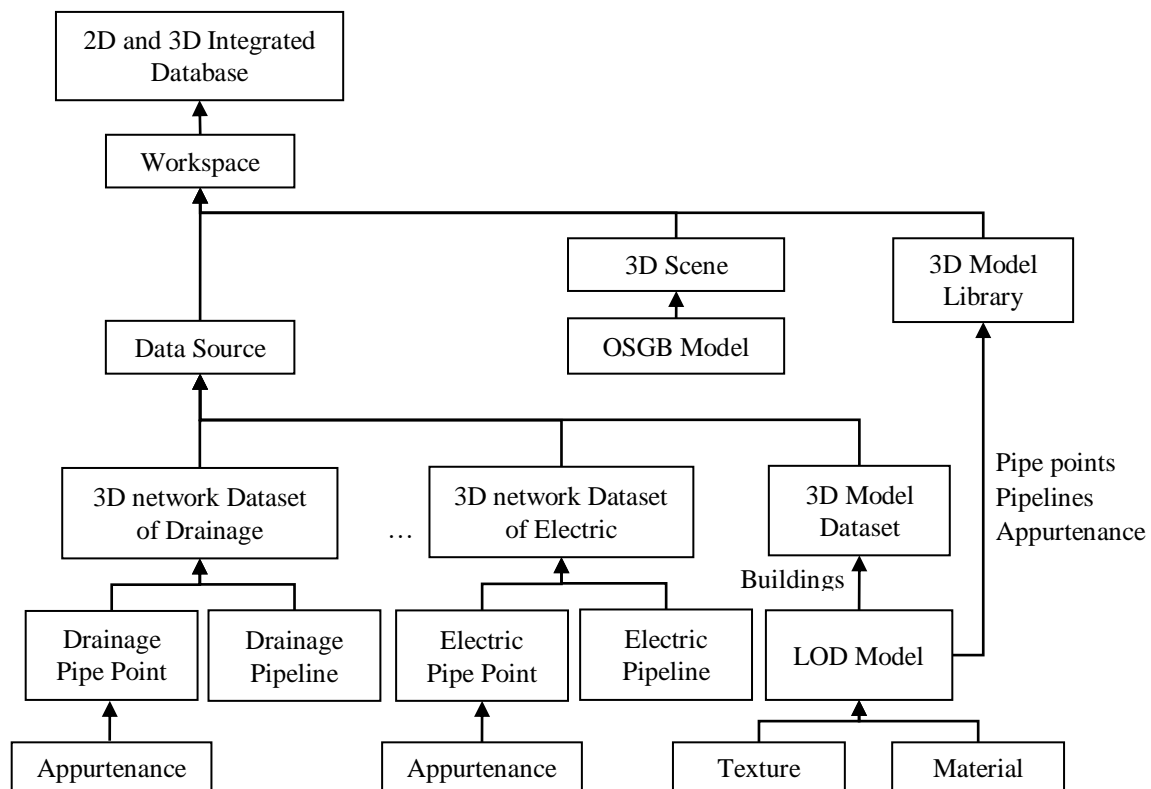 2D and 3D Integrated
Database
Workspace
3D Scene
3D Model
Library
Data Source
OSGB Model
3D network Dataset
of Drainage
...
3D network Dataset
of Electric
3D Model
Dataset
Pipe points
Pipelines
Appurtenance
Buildings
Drainage
Pipe Point
Drainage
Pipeline
Electric
Pipe Point
Electric
Pipeline
LOD Model
Appurtenance
Appurtenance
Texture
Material